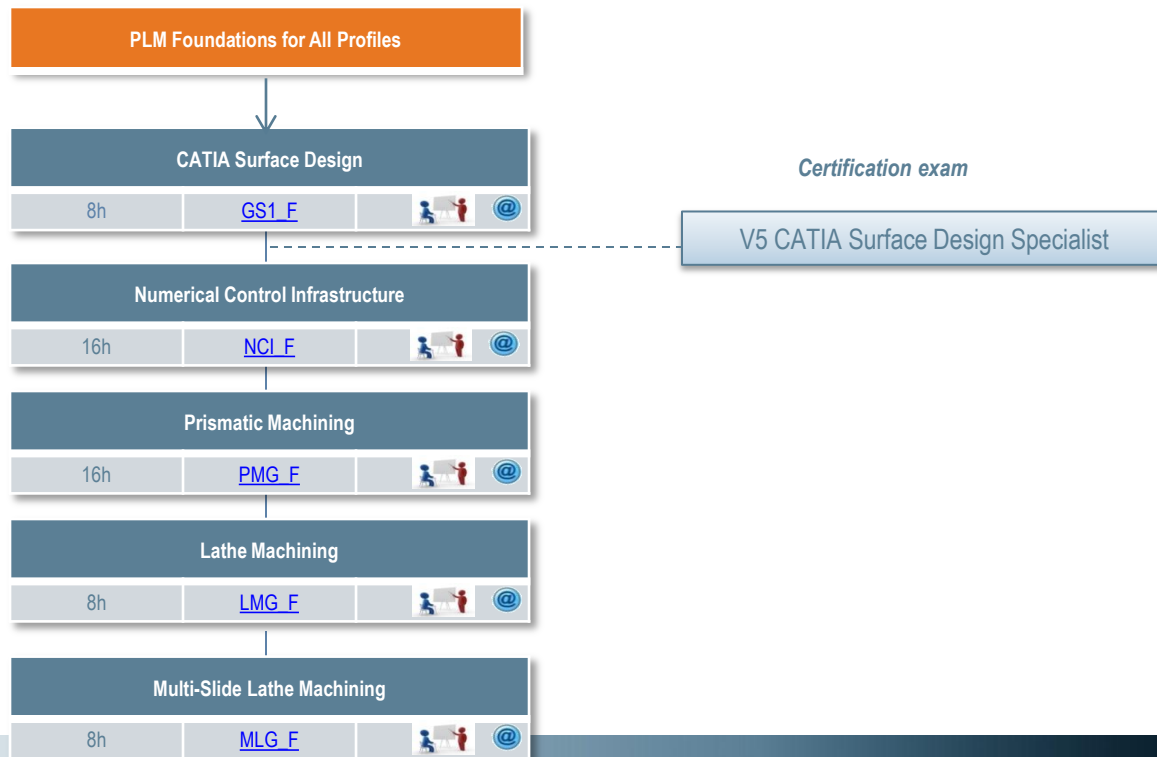 PLM Foundations for All Profiles
CATIA Surface Design
8h GS1_F @
Certification exam
V5 CATIA Surface Design Specialist
Numerical Control Infrastructure
16h NCI_F @
Prismatic Machining
16h PMG_F @
Lathe Machining
8h LMG_F @
Multi-Slide Lathe Machining
8h MLG_F @